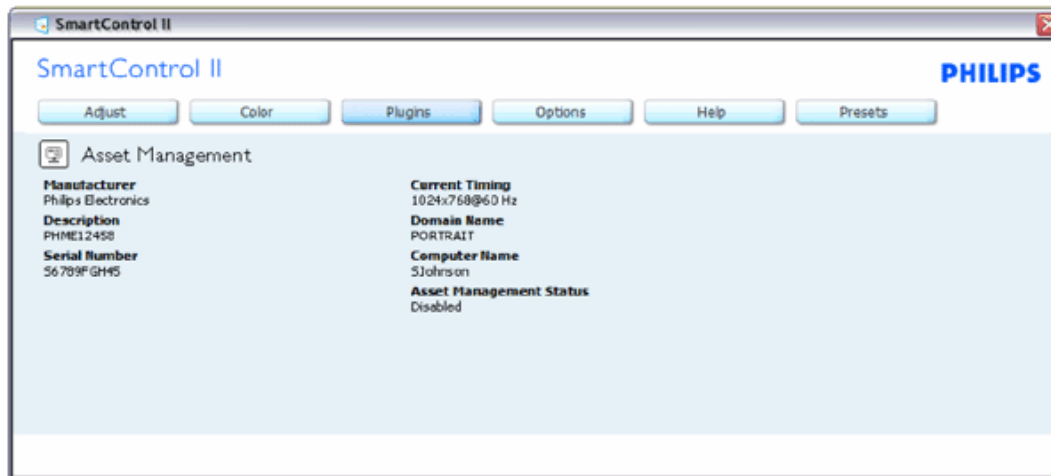 SmartControl II
SmartControl II
PHILIPS
Adjust Color Plugins Options Help Presets
Asset Management
Manufacturer
Philips Electronics
Description
PHME12458
Serial Number
S6789FGH45
Current Timing
1024x768@60 Hz
Domain Name
PORTRAIT
Computer Name
SJohnson
Asset Management Status
Disabled